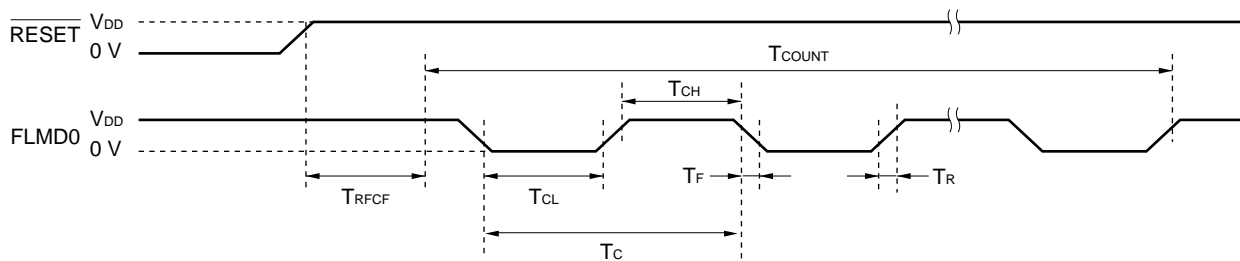 RESET VDD
0 V
TCOUNT
TCH
FLMD0 VDD
0 V
TRFCF TCL TF TR
TC